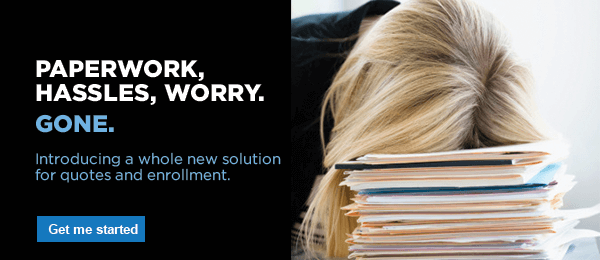 PAPERWORK,
HASSLES, WORRY.
GONE.
Introducing a whole new solution
for quotes and enrollment.
Get me started